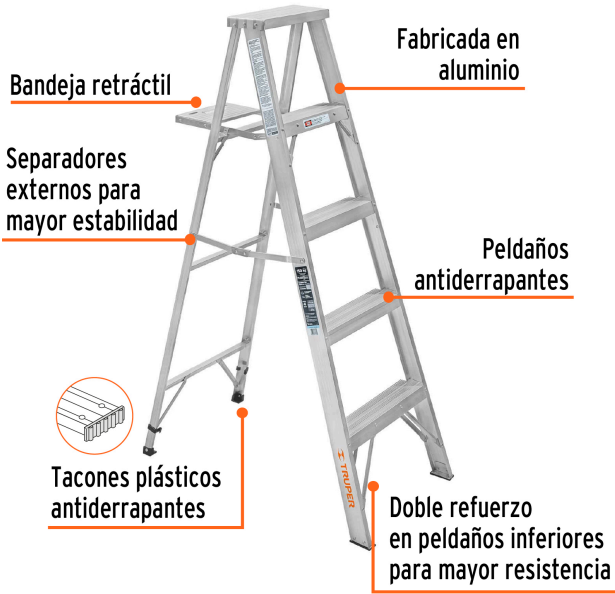 Fabricada en
aluminio
Bandeja retráctil
Separadores
externos para
mayor estabilidad
Peldaños
antiderrapantes
Tacones plásticos
antiderrapantes
TRUPER
Doble refuerzo
en peldaños inferiores
para mayor resistencia